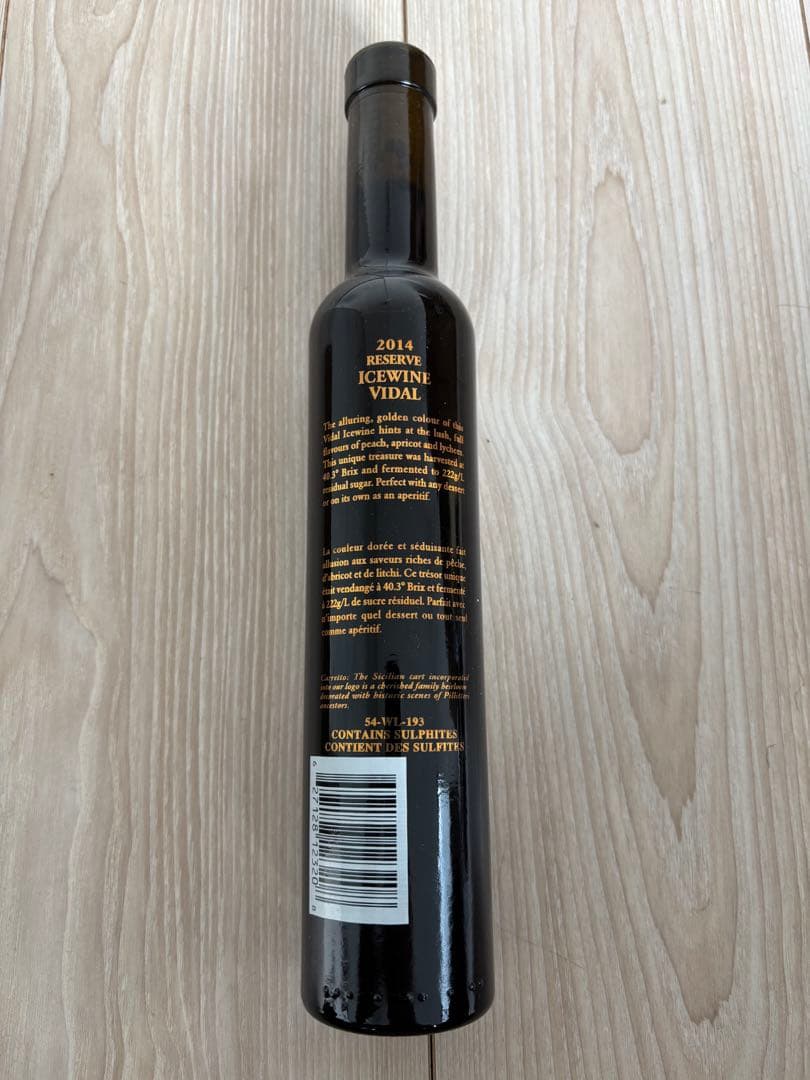 2014
RESERVE
ICEWINE
VIDAL
The alluring, golden colour of this
Vidal Icewine hints at the lush, full
flavours of peach, apricot and lychee.
This unique treasure was harvested at
40.3° Brix and fermented to 222g/L
residual sugar. Perfect with any dessert
or on its own as an aperitif.
La couleur dorée et séduisante fait
allusion aux saveurs riches de pêche,
d'abricot et de litchi. Ce trésor unique
était vendangé à 40.3° Brix et fermenté
à 222g/L de sucre résiduel. Parfait avec
n'importe quel dessert ou tout seul
comme apéritif.
Carretto: The Sicilian cart incorporated
into our logo is a cherished family heirloom
decorated with historic scenes of Pillitteri
ancestors.
54-WL-193
CONTAINS SULPHITES
CONTIENT DES SULFITES
6 27128 12320 8